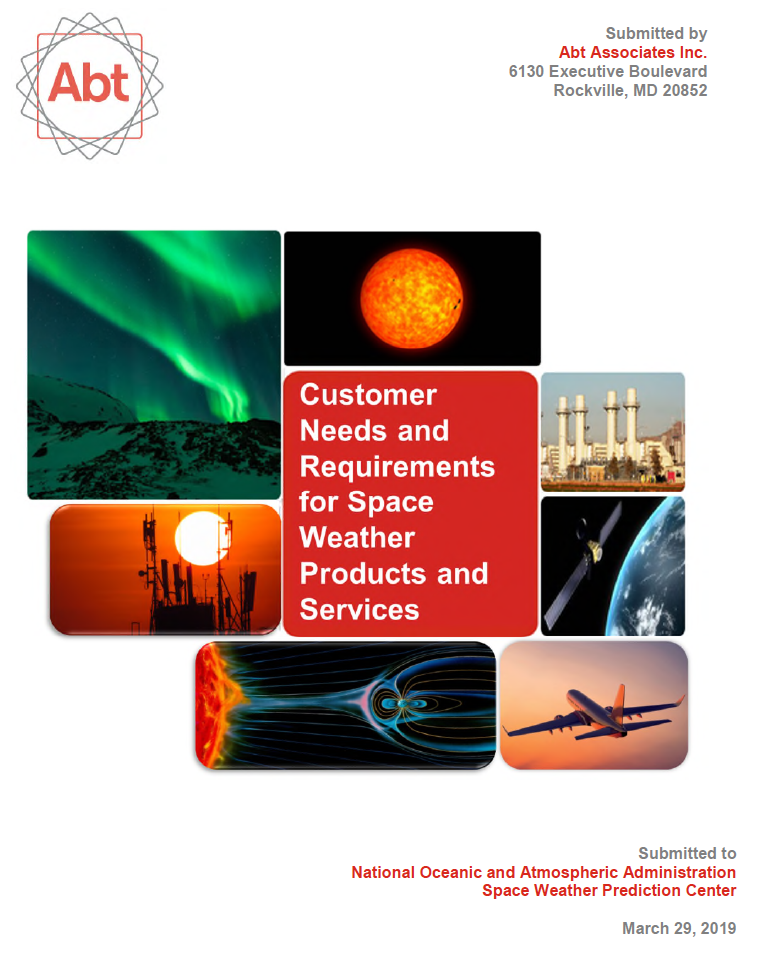 Abt
Submitted by
Abt Associates Inc.
6130 Executive Boulevard
Rockville, MD 20852
Customer
Needs and
Requirements
for Space
Weather
Products and
Services
Submitted to
National Oceanic and Atmospheric Administration
Space Weather Prediction Center
March 29, 2019